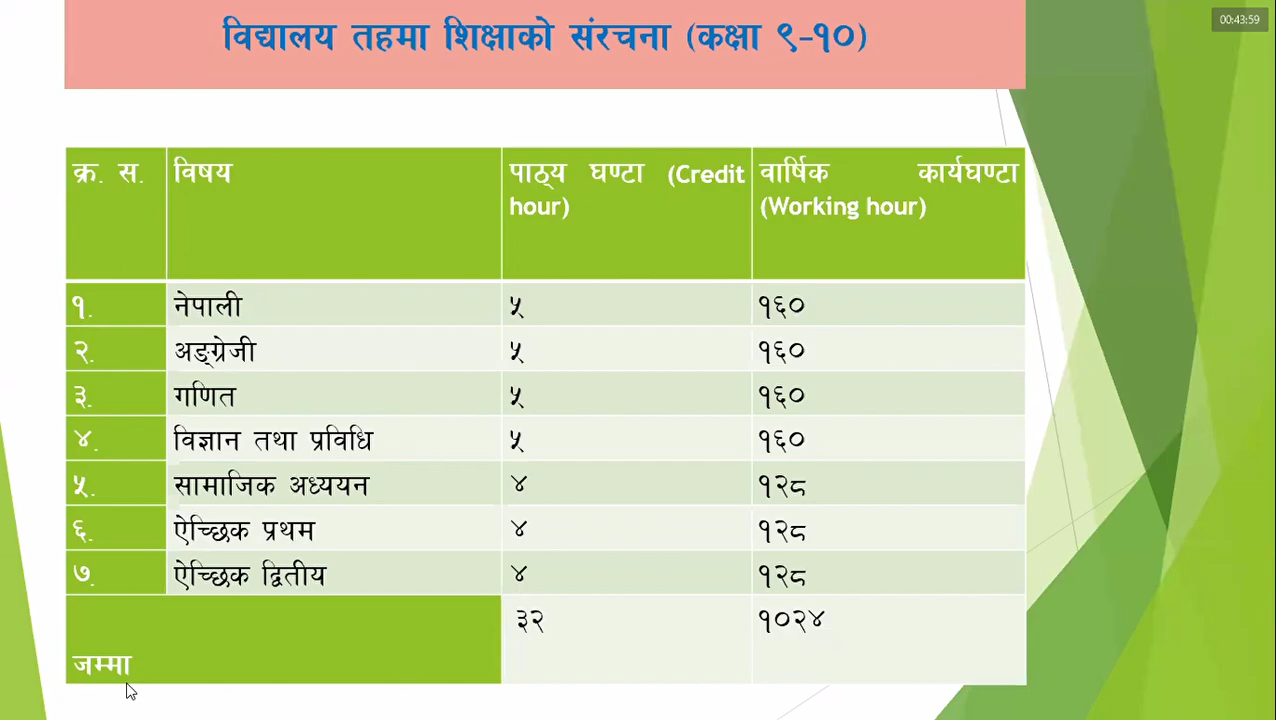 00:43:59
विद्यालय तहमा शिक्षाको संरचना (कक्षा ९-१०)
क्र. स. विषय पाठ्य घण्टा (Credit hour) वार्षिक कार्यघण्टा (Working hour)
१. नेपाली ५ १६०
२. अङ्ग्रेजी ५ १६०
३. गणित ५ १६०
४. विज्ञान तथा प्रविधि ५ १६०
५. सामाजिक अध्ययन ४ १२८
६. ऐच्छिक प्रथम ४ १२८
७. ऐच्छिक द्वितीय ४ १२८
जम्मा ३२ १०२४